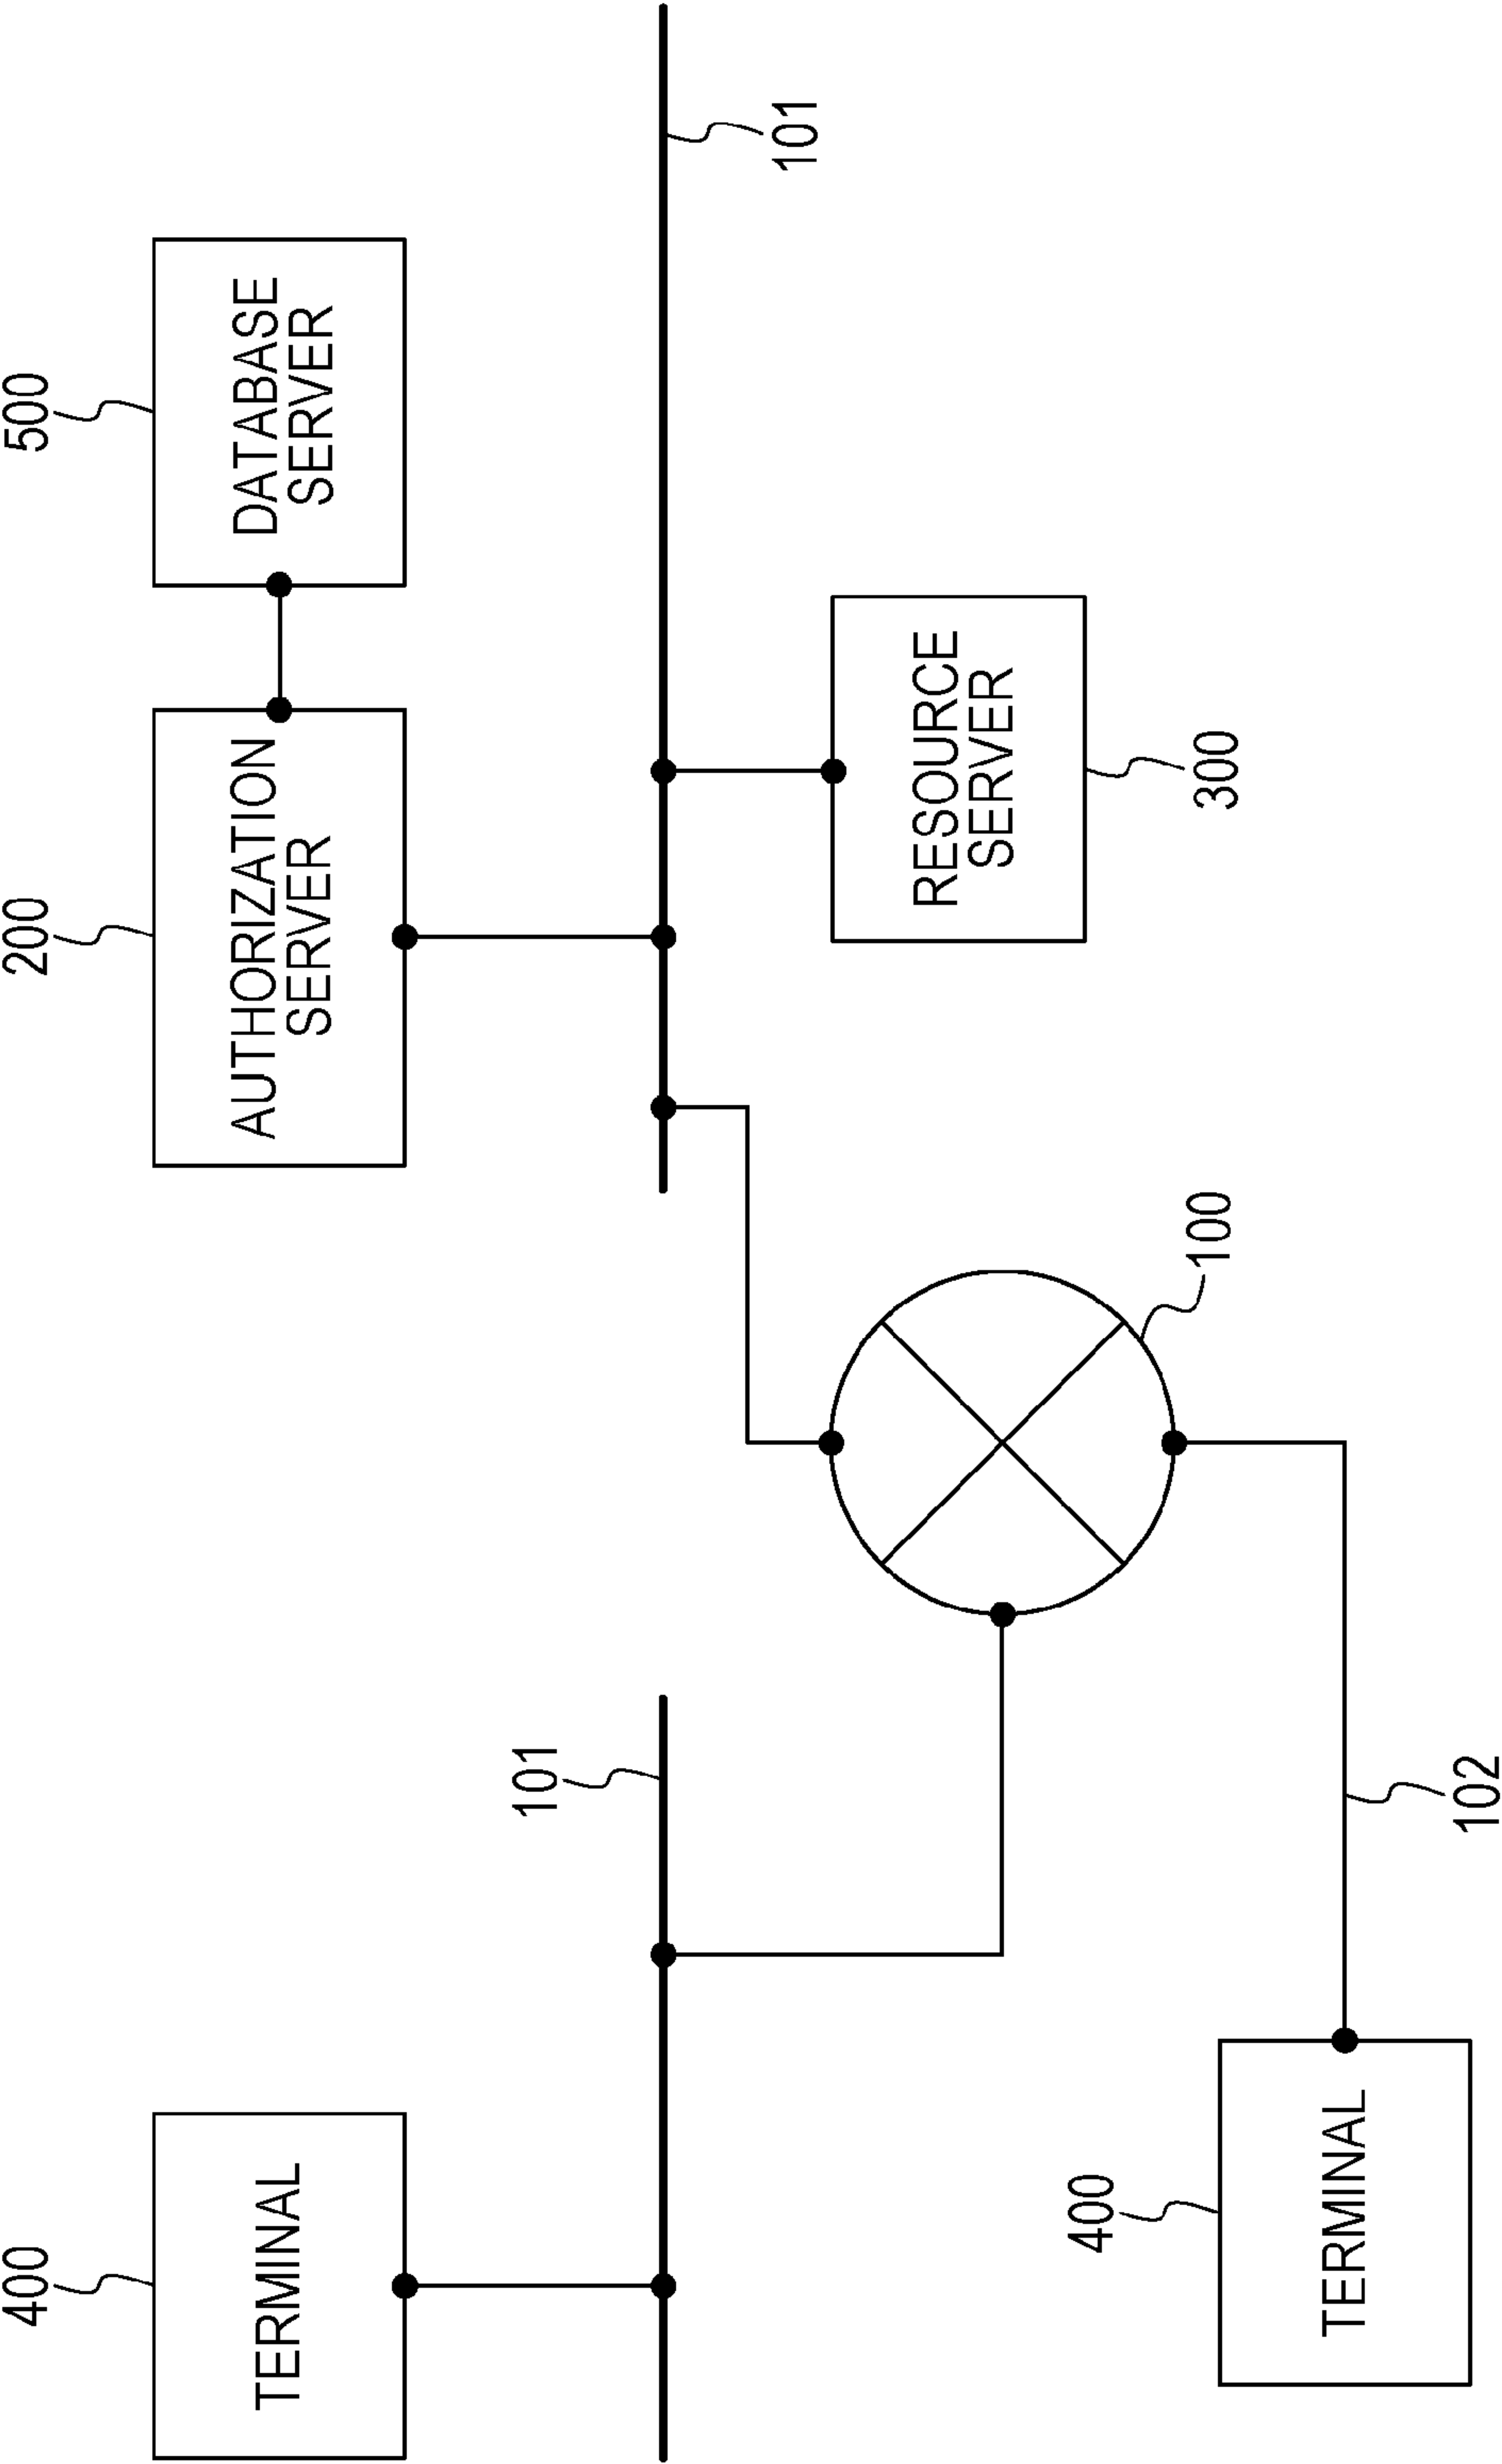 400
TERMINAL
101
200
AUTHORIZATION
SERVER
500
DATABASE
SERVER
101
RESOURCE
SERVER
300
100
400
TERMINAL
102